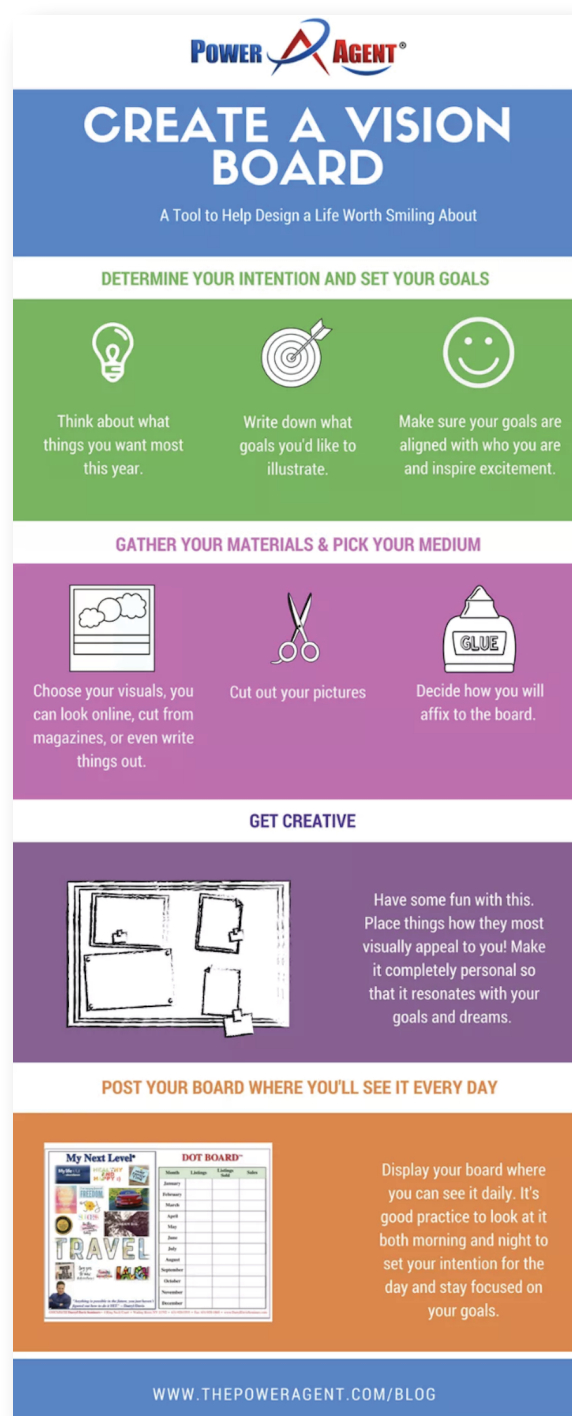 POWER AGENT®
CREATE A VISION
BOARD
A Tool to Help Design a Life Worth Smiling About
DETERMINE YOUR INTENTION AND SET YOUR GOALS
Think about what
things you want most
this year.
Write down what
goals you'd like to
illustrate.
Make sure your goals are
aligned with who you are
and inspire excitement.
GATHER YOUR MATERIALS & PICK YOUR MEDIUM
GLUE
Choose your visuals, you
can look online, cut from
magazines, or even write
things out.
Cut out your pictures
Decide how you will
affix to the board.
GET CREATIVE
Have some fun with this.
Place things how they most
visually appeal to you! Make
it completely personal so
that it resonates with your
goals and dreams.
POST YOUR BOARD WHERE YOU'LL SEE IT EVERY DAY
My Next Level
TRAVEL
DOT BOARD™
Month Listings Listings Sold Sales
January
February
March
April
May
June
July
August
September
October
November
December
Display your board where
you can see it daily. It's
good practice to look at it
both morning and night to
set your intention for the
day and stay focused on
your goals.
WWW.THEPOWERAGENT.COM/BLOG